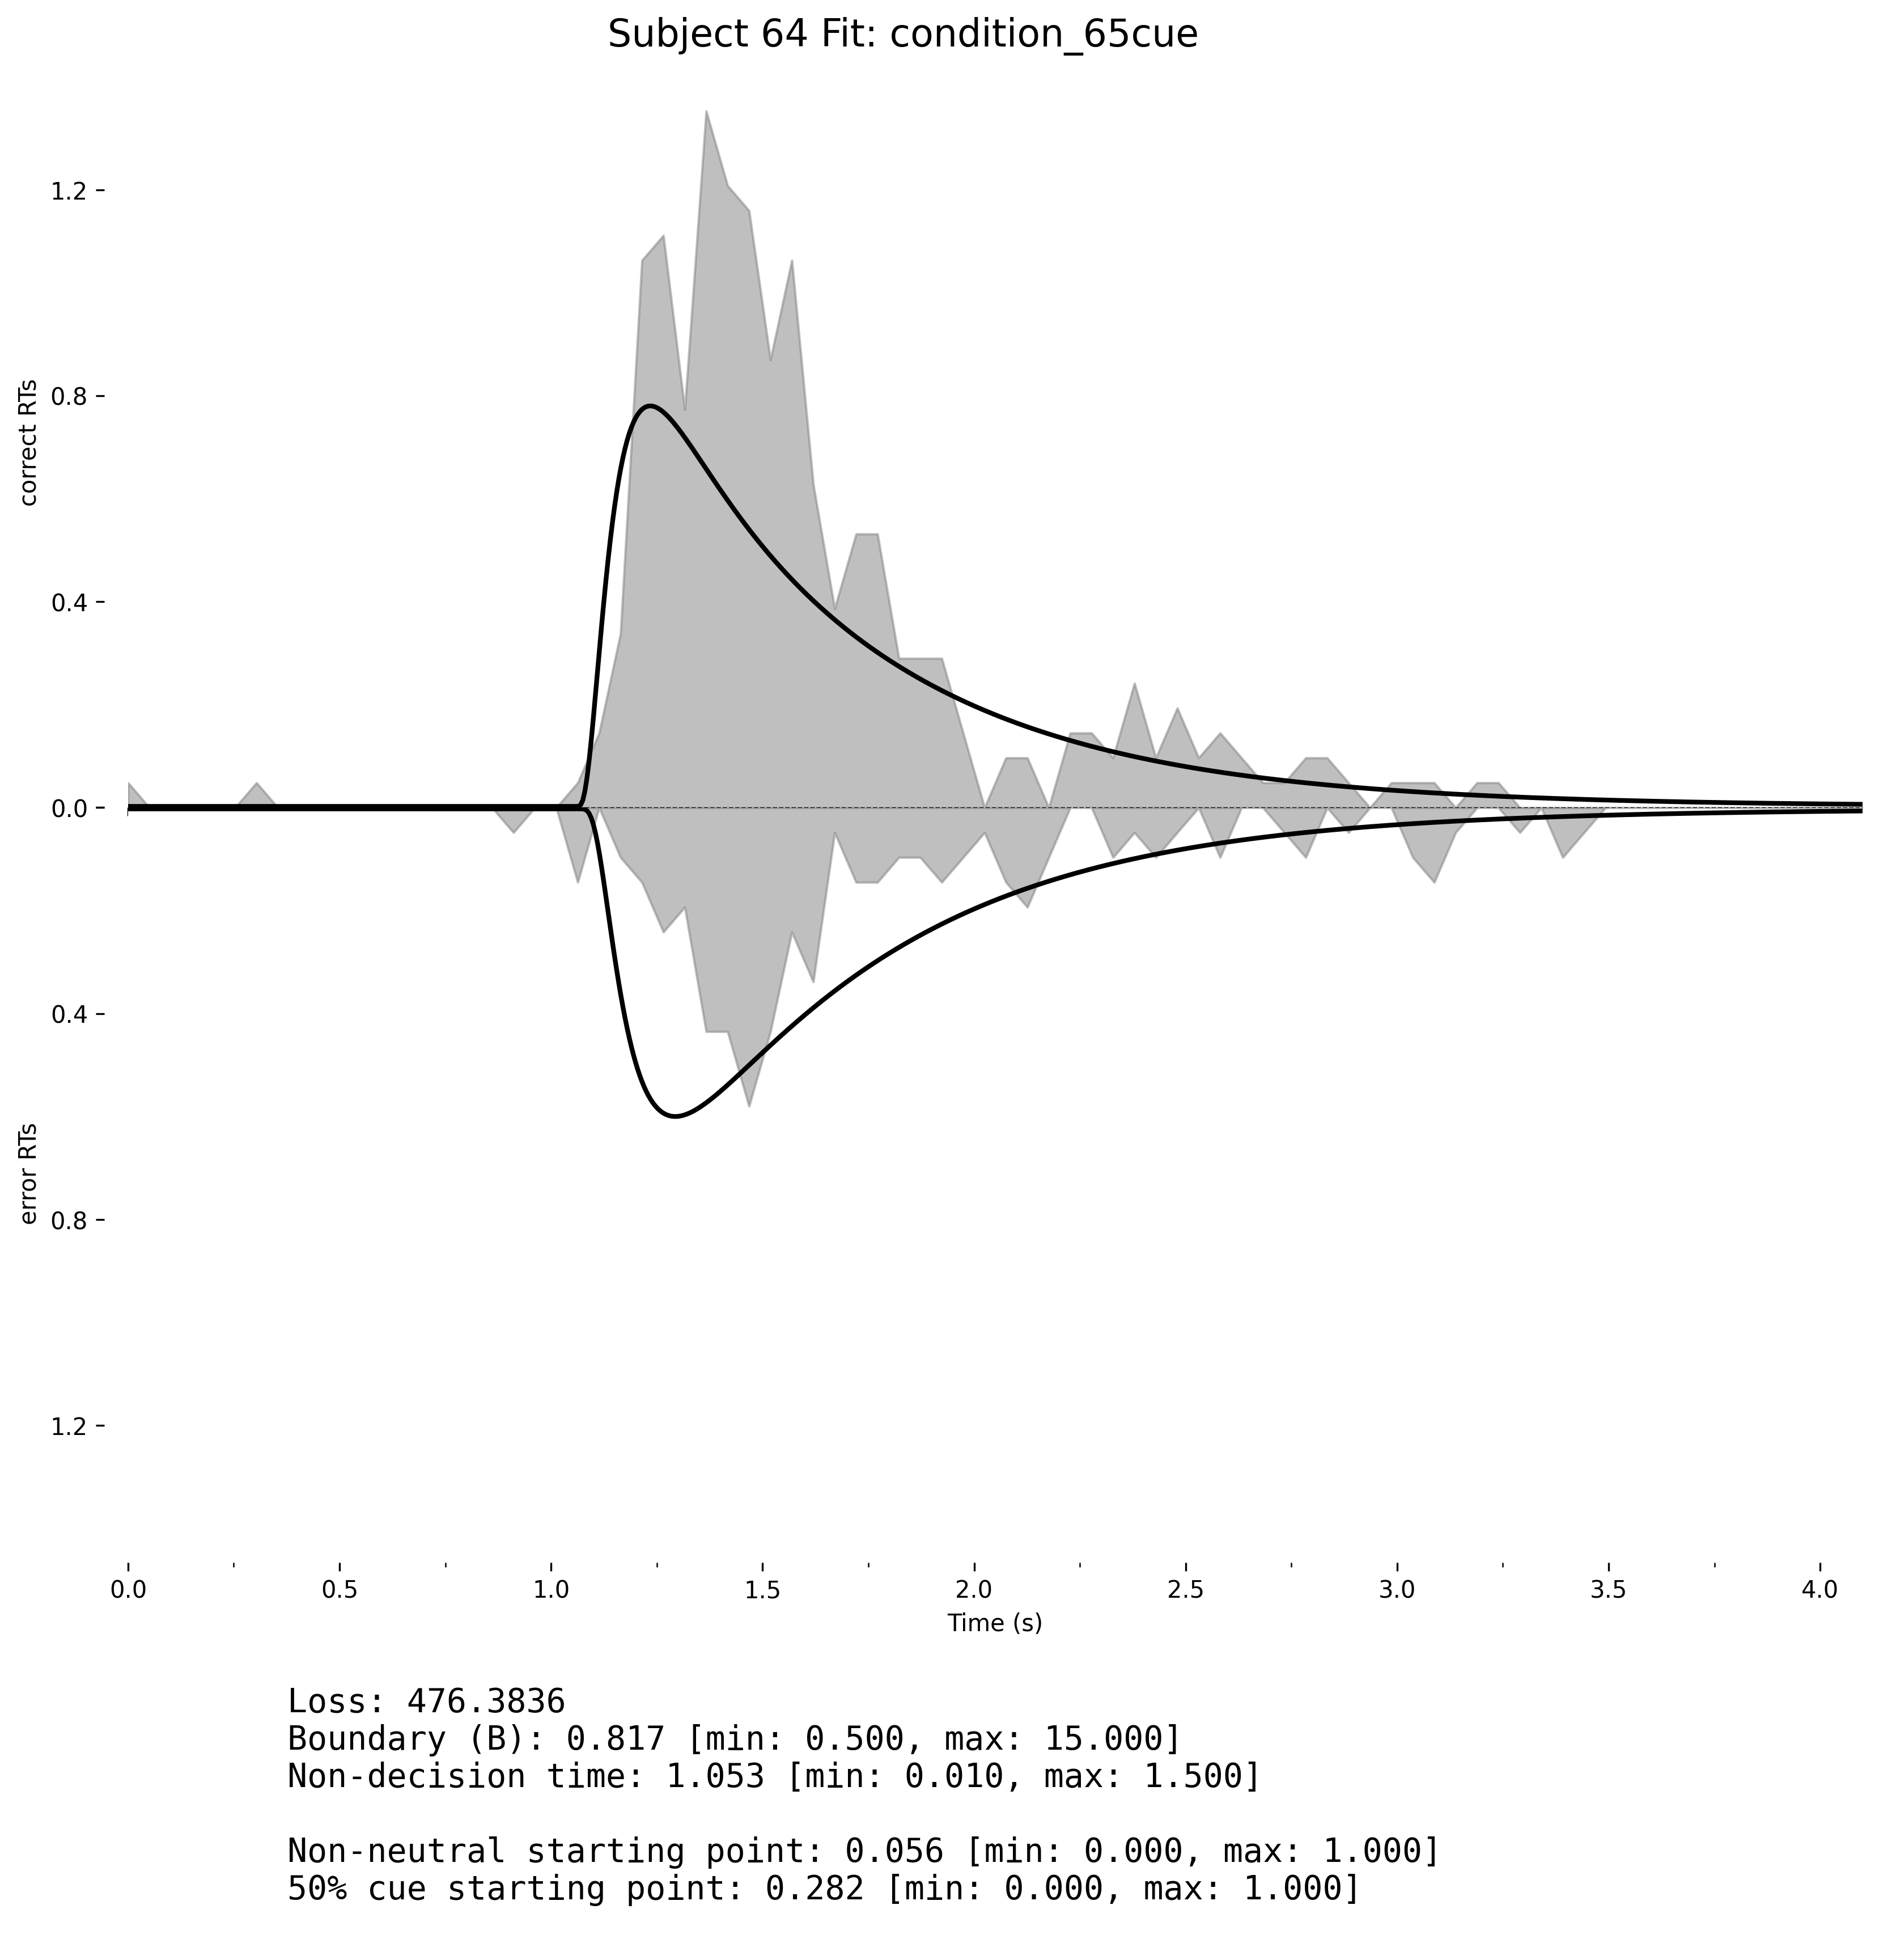 Subject 64 Fit: condition_65cue
1.2
0.8
0.4
0.0
0.4
0.8
1.2
correct RTs
error RTs
0.0 0.5 1.0 1.5 2.0 2.5 3.0 3.5 4.0
Time (s)
Loss: 476.3836
Boundary (B): 0.817 [min: 0.500, max: 15.000]
Non-decision time: 1.053 [min: 0.010, max: 1.500]
Non-neutral starting point: 0.056 [min: 0.000, max: 1.000]
50% cue starting point: 0.282 [min: 0.000, max: 1.000]